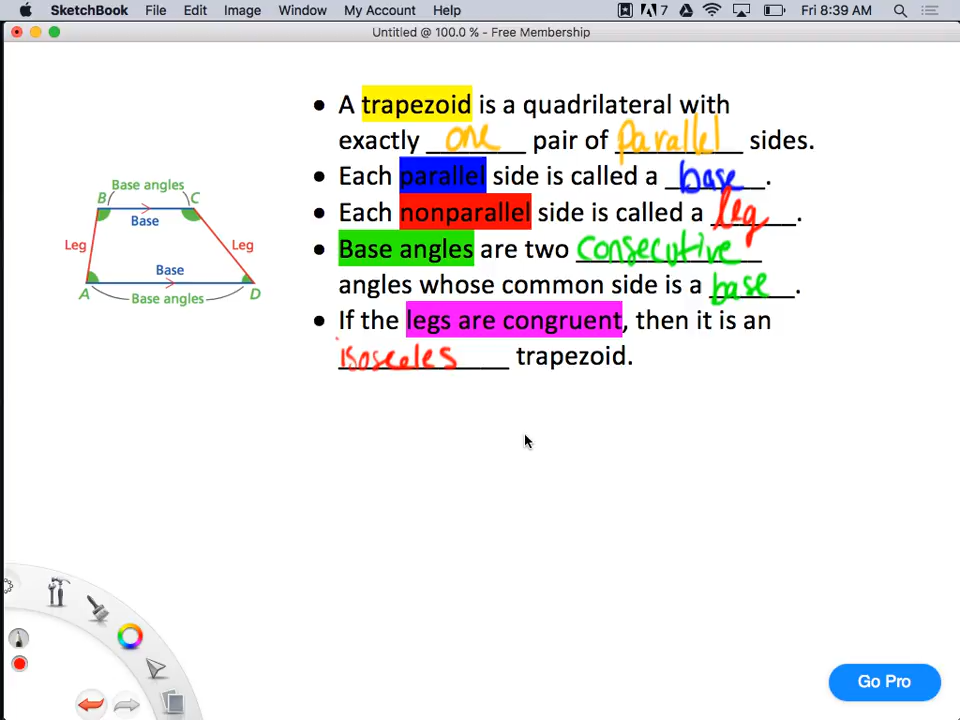 SketchBook File Edit Image Window My Account Help 7 Fri 8:39 AM
Untitled @ 100.0 % - Free Membership
• A trapezoid is a quadrilateral with
exactly one pair of parallel sides.
• Each parallel side is called a base.
• Each nonparallel side is called a leg.
• Base angles are two consecutive
angles whose common side is a base.
• If the legs are congruent, then it is an
isosceles trapezoid.
Base angles
B C
Base
Leg Leg
Base
A D
Base angles
Go Pro